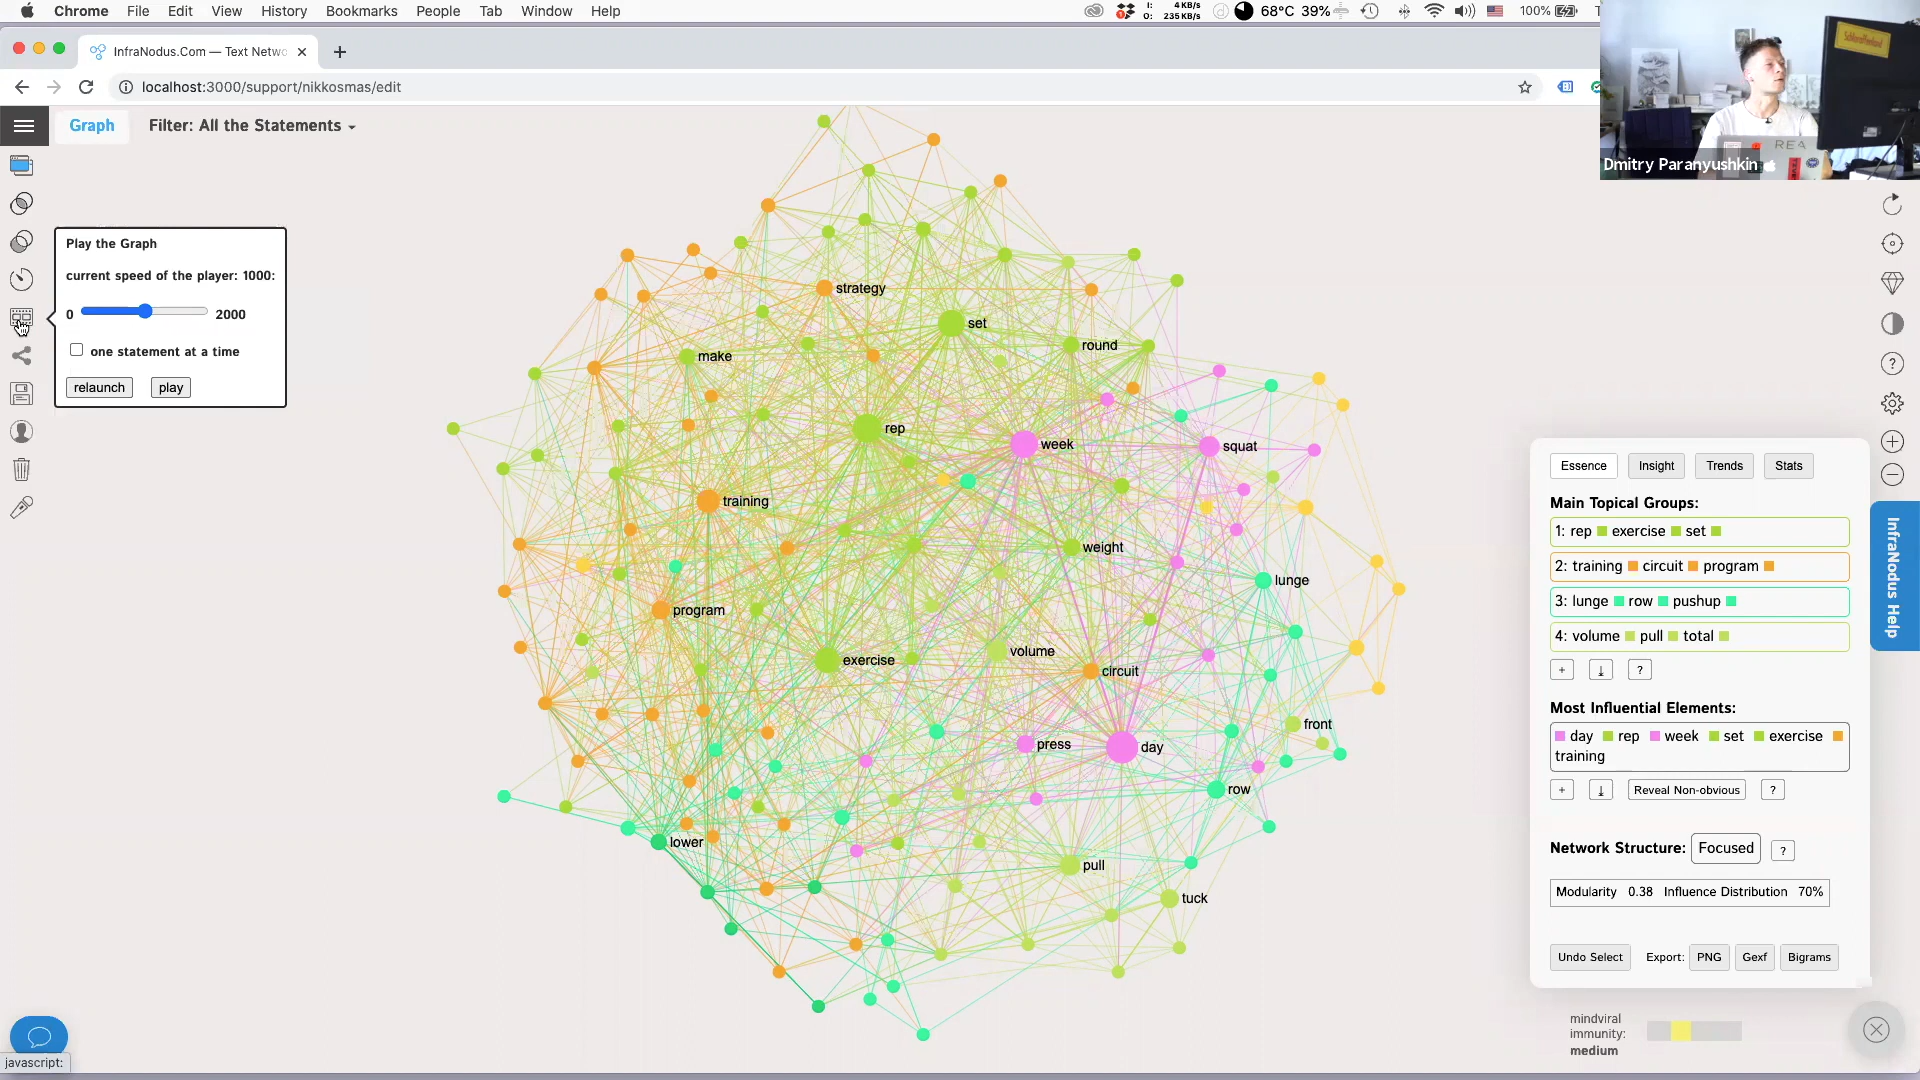 Chrome File Edit View History Bookmarks People Tab Window Help
I: 4 KB/s
O: 235 KB/s
68°C 39%
100%
InfraNodus.Com — Text Netwo
localhost:3000/support/nikkosmas/edit
Graph
Filter: All the Statements
Play the Graph
current speed of the player: 1000:
0
2000
one statement at a time
relaunch
play
strategy
set
make
round
rep
week
squat
training
weight
lunge
program
exercise
volume
circuit
front
press
day
row
lower
pull
tuck
REA
Dmitry Paranyushkin
Essence
Insight
Trends
Stats
Main Topical Groups:
1: rep exercise set
2: training circuit program
3: lunge row pushup
4: volume pull total
+
?
Most Influential Elements:
day rep week set exercise
training
+
Reveal Non-obvious
?
Network Structure: Focused ?
Modularity 0.38 Influence Distribution 70%
Undo Select
Export: PNG Gexf Bigrams
InfraNodus Help
mindviral
immunity:
medium
javascript: